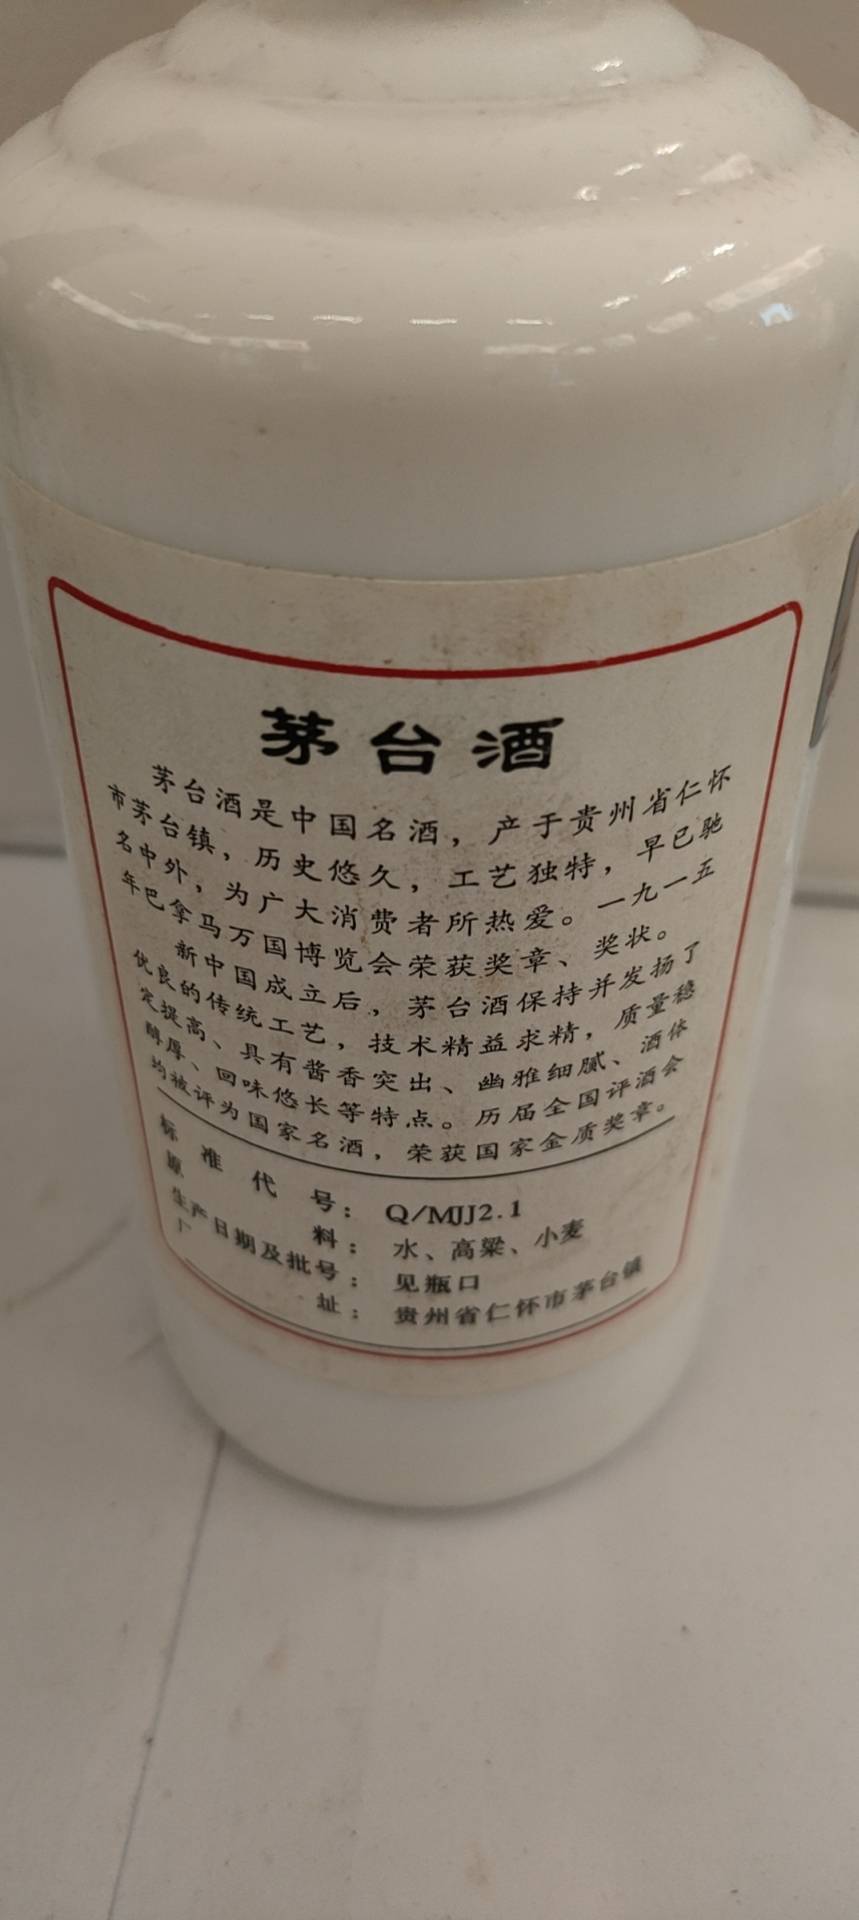 茅台酒
茅台酒是中国名酒，产于贵州省仁怀
市茅台镇，历史悠久，工艺独特，早已驰
名中外，为广大消费者所热爱。一九一五
年巴拿马万国博览会荣获奖章、奖状。
新中国成立后，茅台酒保持并发扬了
优良的传统工艺，技术精益求精，质量稳
定提高、具有酱香突出、幽雅细腻、酒体
醇厚、回味悠长等特点。历届全国评酒会
均被评为国家名酒，荣获国家金质奖章。
标准代号：Q/MJJ2.1
原料：水、高粱、小麦
生产日期及批号：见瓶口
厂址：贵州省仁怀市茅台镇